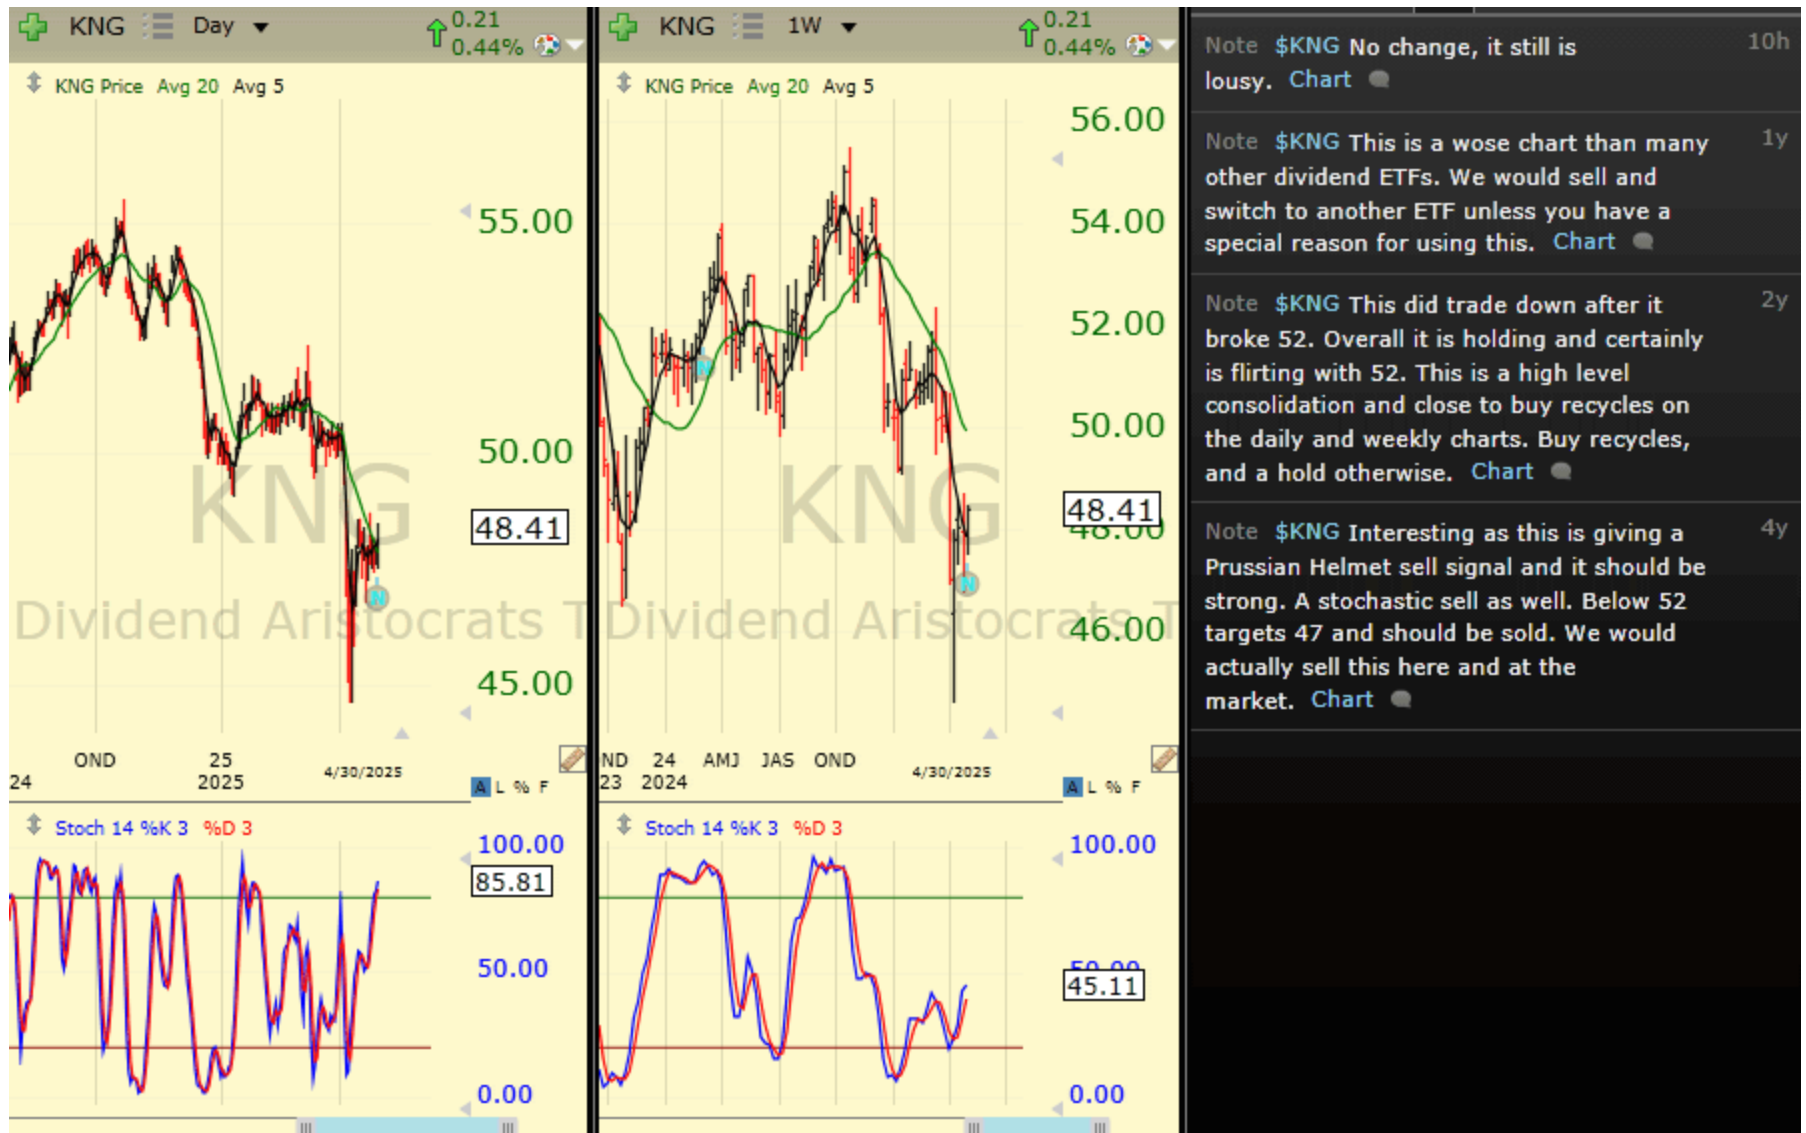 KNG Day 0.21
0.44%
KNG Price Avg 20 Avg 5
55.00
50.00
48.41
45.00
KNG
Dividend Aristocrats T
OND 25 4/30/2025
24 2025
A L % F
Stoch 14 %K 3 %D 3
100.00
85.81
50.00
0.00
KNG 1W 0.21
0.44%
KNG Price Avg 20 Avg 5
56.00
54.00
52.00
50.00
48.41
48.00
46.00
KNG
Dividend Aristocrats T
N
N
ND 24 AMJ JAS OND 4/30/2025
23 2024
A L % F
Stoch 14 %K 3 %D 3
100.00
50.00
45.11
0.00
Note $KNG No change, it still is 10h
lousy. Chart
Note $KNG This is a wose chart than many 1y
other dividend ETFs. We would sell and
switch to another ETF unless you have a
special reason for using this. Chart
Note $KNG This did trade down after it 2y
broke 52. Overall it is holding and certainly
is flirting with 52. This is a high level
consolidation and close to buy recycles on
the daily and weekly charts. Buy recycles,
and a hold otherwise. Chart
Note $KNG Interesting as this is giving a 4y
Prussian Helmet sell signal and it should be
strong. A stochastic sell as well. Below 52
targets 47 and should be sold. We would
actually sell this here and at the
market. Chart